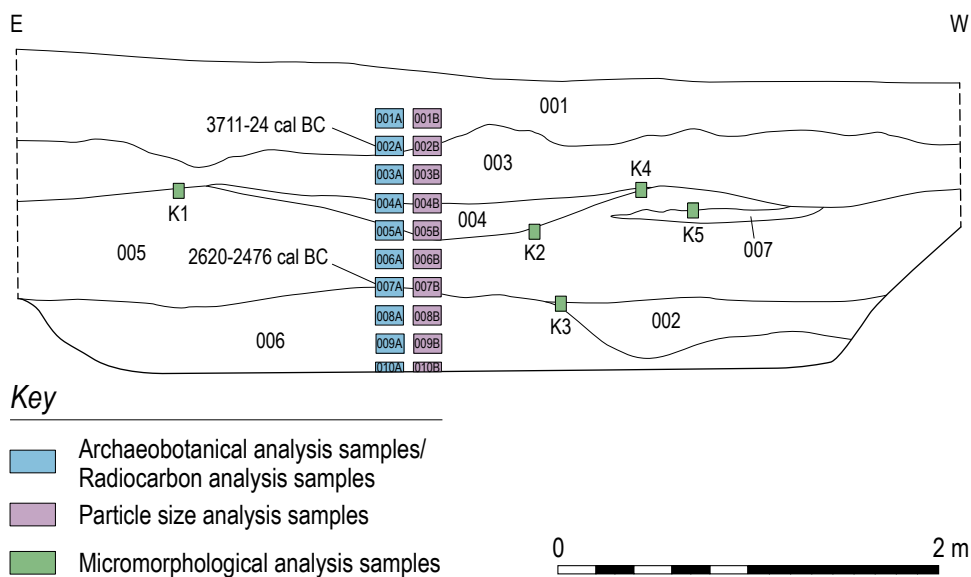 E
W
001
001A 001B
3711-24 cal BC
002A 002B
003
003A 003B
K4
K1
004A 004B
004
K5
005A 005B
K2
007
005
2620-2476 cal BC
006A 006B
007A 007B
K3
002
008A 008B
006
009A 009B
010A 010B
Key
Archaeobotanical analysis samples/
Radiocarbon analysis samples
Particle size analysis samples
Micromorphological analysis samples
0
2 m